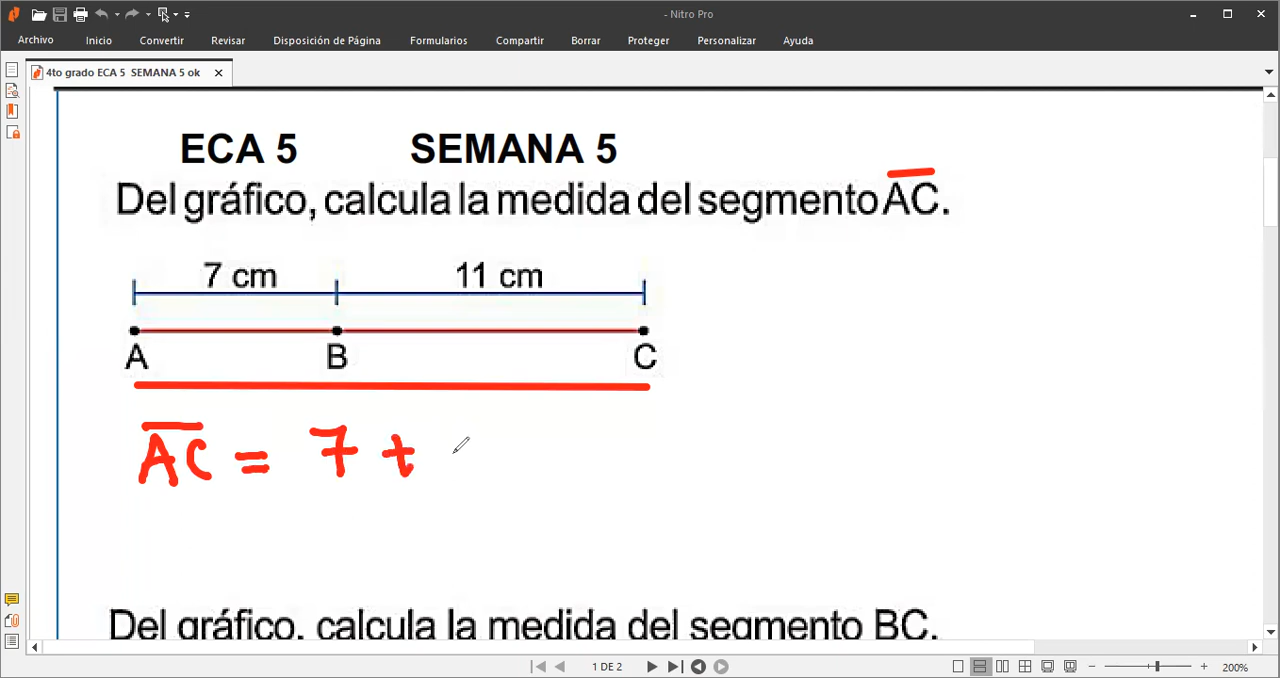 - Nitro Pro
Archivo Inicio Convertir Revisar Disposición de Página Formularios Compartir Borrar Proteger Personalizar Ayuda
4to grado ECA 5 SEMANA 5 ok
ECA 5 SEMANA 5
Del gráfico, calcula la medida del segmento AC.
7 cm 11 cm
A B C
AC = 7 +
Del gráfico, calcula la medida del segmento BC.
1 DE 2 200%